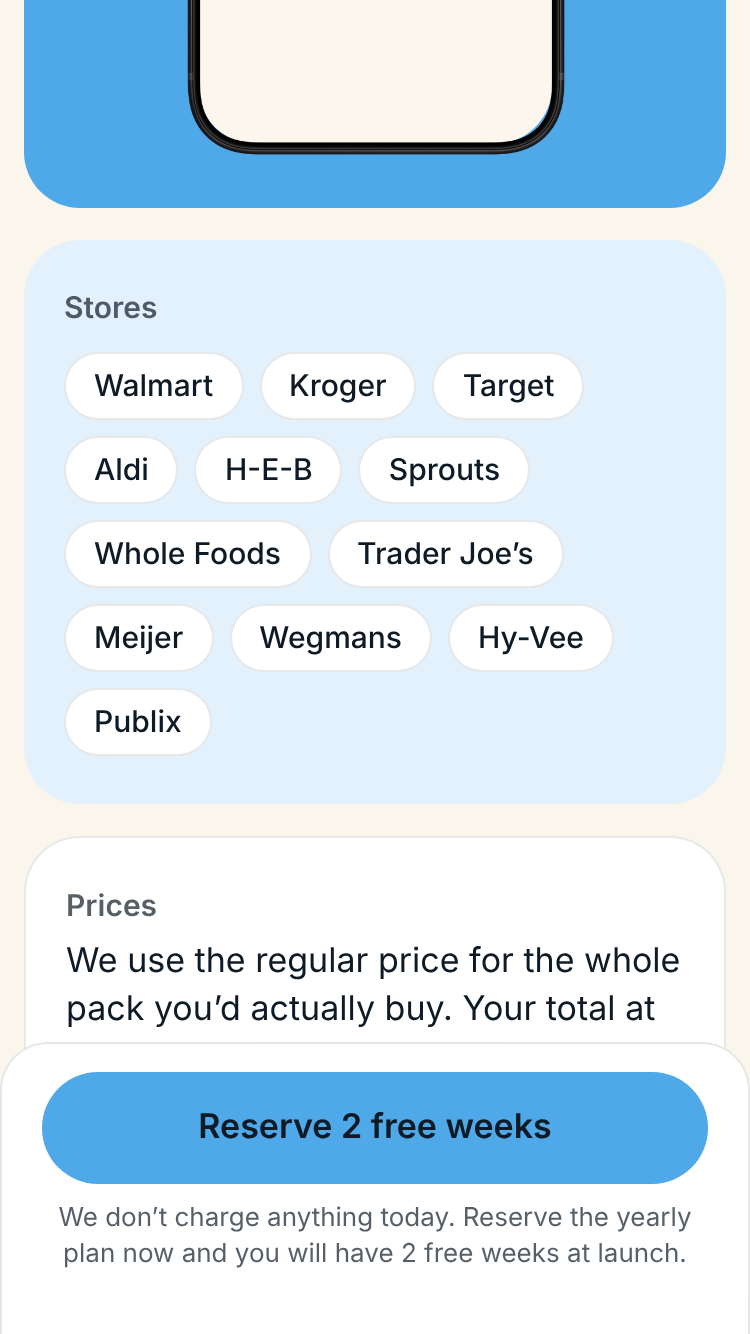 Stores
Walmart Kroger Target
Aldi H-E-B Sprouts
Whole Foods Trader Joe’s
Meijer Wegmans Hy-Vee
Publix
Prices
We use the regular price for the whole
pack you’d actually buy. Your total at
Reserve 2 free weeks
We don’t charge anything today. Reserve the yearly
plan now and you will have 2 free weeks at launch.